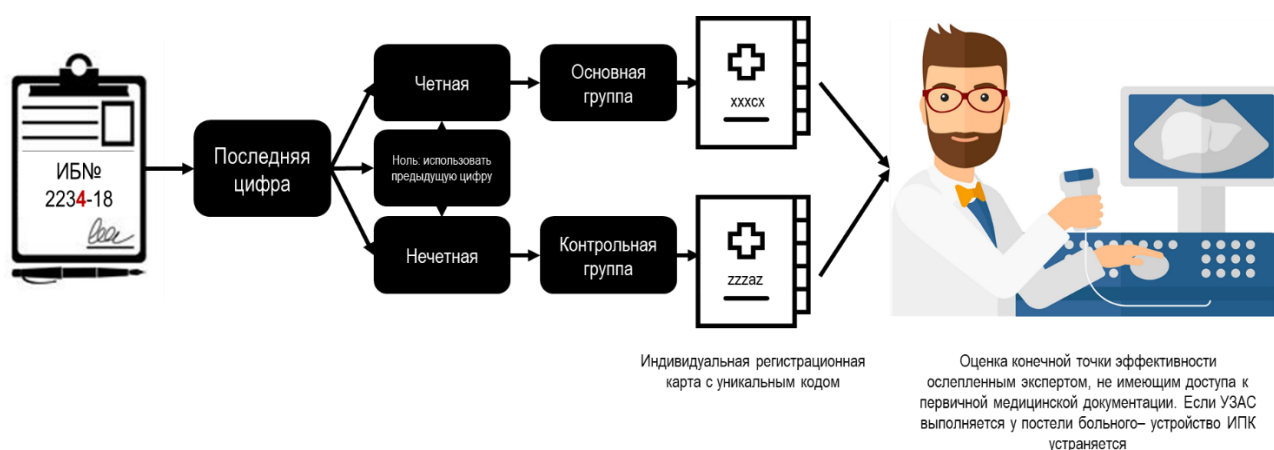 ИБ№
2234-18
Последняя
цифра
Четная
Ноль: использовать
предыдущую цифру
Нечетная
Основная
группа
Контрольная
группа
xxxcx
zzzaz
Индивидуальная регистрационная
карта с уникальным кодом
Оценка конечной точки эффективности
ослепленным экспертом, не имеющим доступа к
первичной медицинской документации. Если УЗАС
выполняется у постели больного– устройство ИПК
устраняется